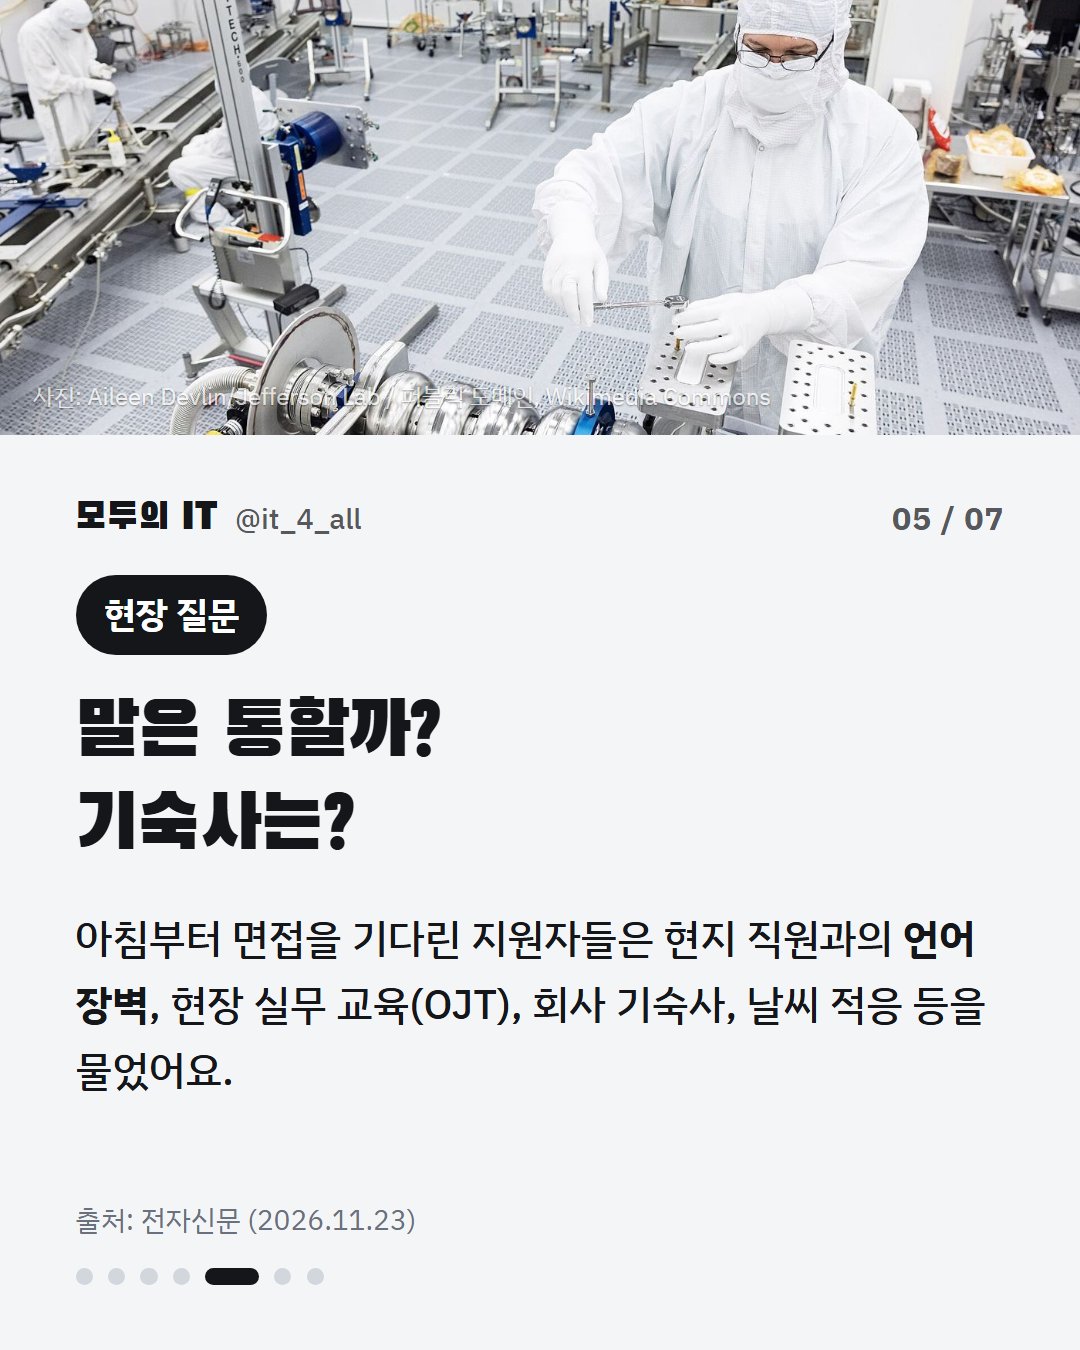 TECH-600
사진: Aileen Devlin/Jefferson Lab / 퍼블릭 도메인, Wikimedia Commons
모두의 IT @it_4_all 05 / 07
현장 질문
말은 통할까?
기숙사는?
아침부터 면접을 기다린 지원자들은 현지 직원과의 언어
장벽, 현장 실무 교육(OJT), 회사 기숙사, 날씨 적응 등을
물었어요.
출처: 전자신문 (2026.11.23)